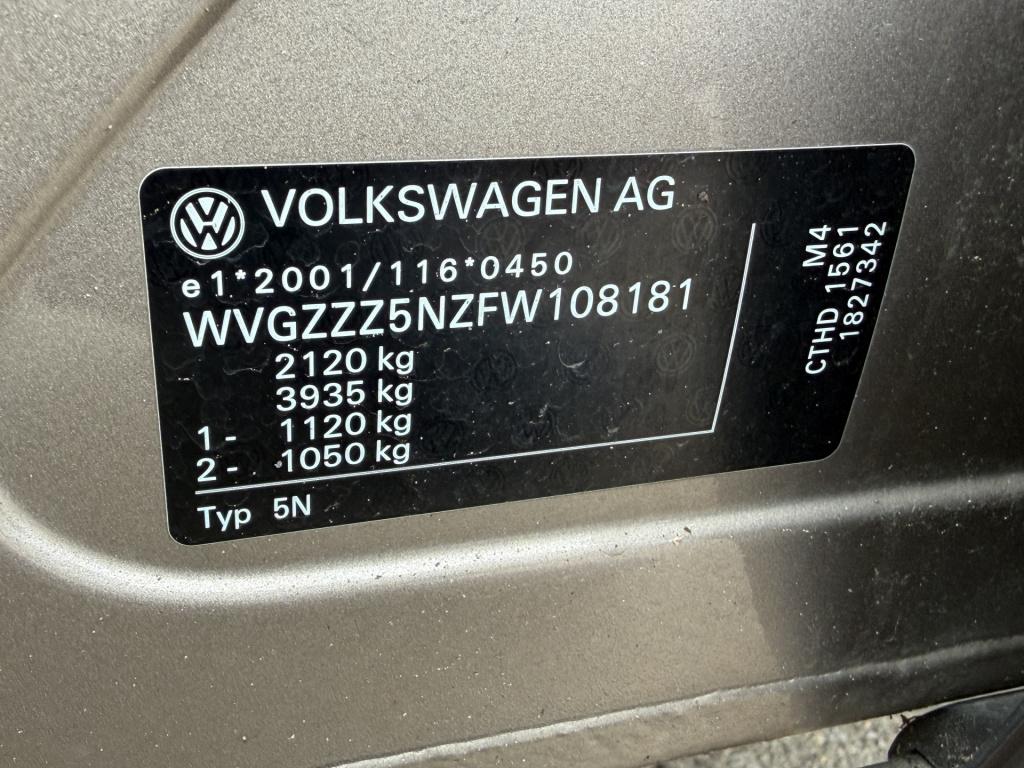 VOLKSWAGEN AG
e1*2001/116*0450
WVGZZZ5NZFW108181
2120 kg
3935 kg
1 - 1120 kg
2 - 1050 kg
Typ 5N
M4
CTHD 1561
1827342